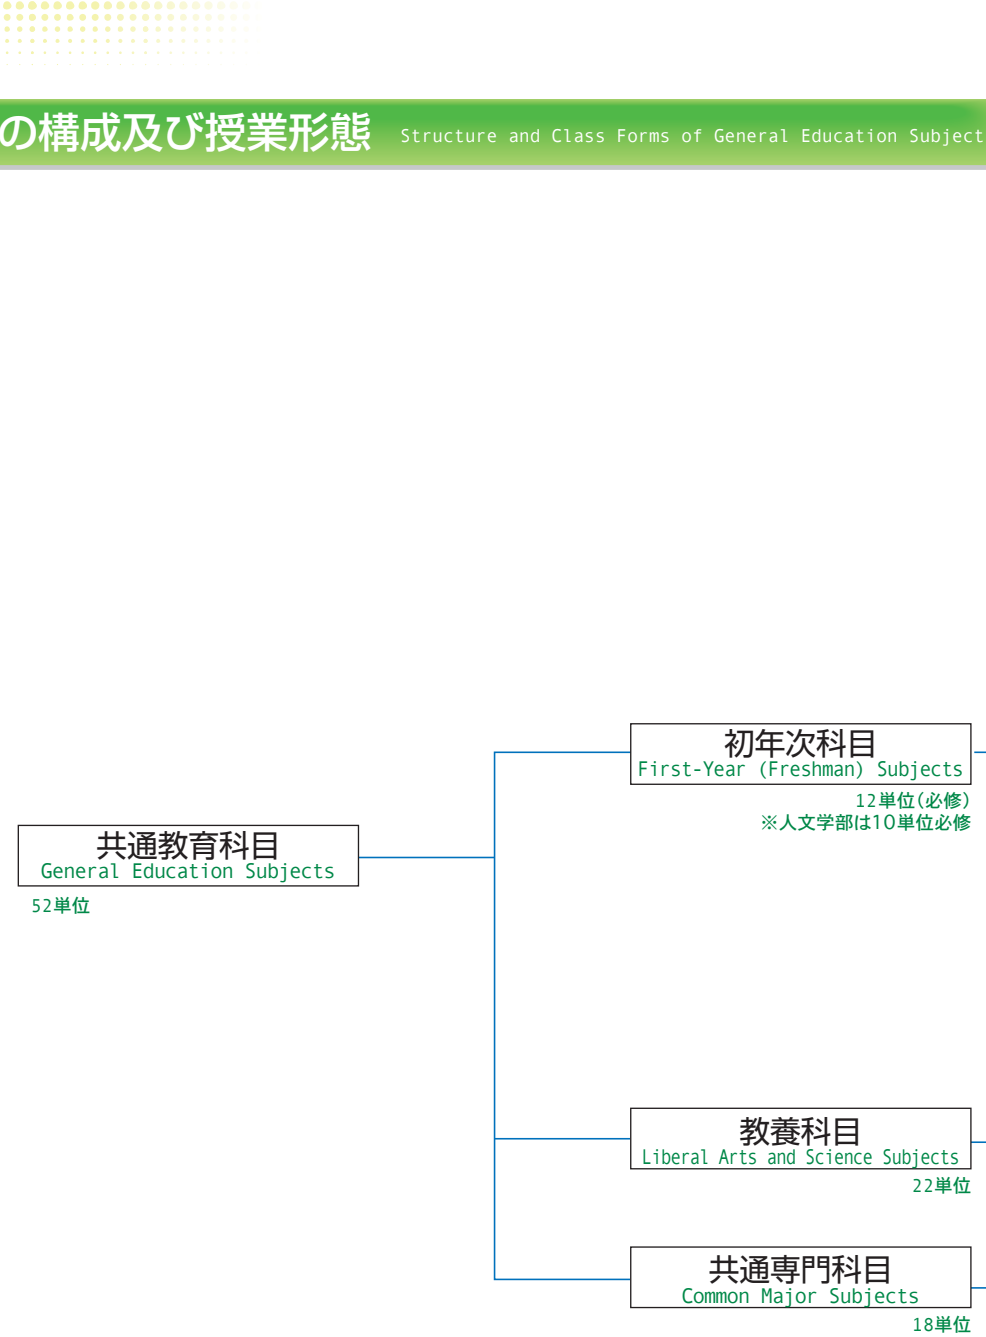 の構成及び授業形態 Structure and Class Forms of General Education Subject
初年次科目
First-Year (Freshman) Subjects
12単位(必修)
※人文学部は10単位必修
共通教育科目
General Education Subjects
52単位
教養科目
Liberal Arts and Science Subjects
22単位
共通専門科目
Common Major Subjects
18単位